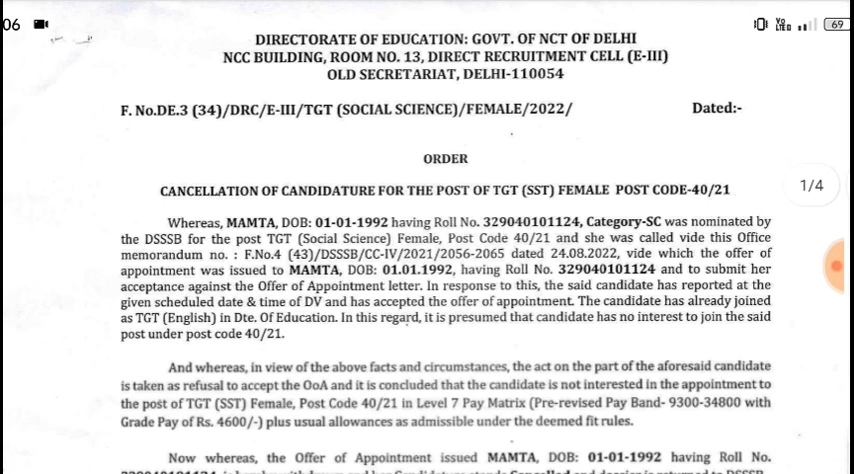 06
69
DIRECTORATE OF EDUCATION: GOVT. OF NCT OF DELHI
NCC BUILDING, ROOM NO. 13, DIRECT RECRUITMENT CELL (E-III)
OLD SECRETARIAT, DELHI-110054
F. No.DE.3 (34)/DRC/E-III/TGT (SOCIAL SCIENCE)/FEMALE/2022/ Dated:-
ORDER
1/4
CANCELLATION OF CANDIDATURE FOR THE POST OF TGT (SST) FEMALE POST CODE-40/21
Whereas, MAMTA, DOB: 01-01-1992 having Roll No. 329040101124, Category-SC was nominated by
the DSSSB for the post TGT (Social Science) Female, Post Code 40/21 and she was called vide this Office
memorandum no. : F.No.4 (43)/DSSSB/CC-IV/2021/2056-2065 dated 24.08.2022, vide which the offer of
appointment was issued to MAMTA, DOB: 01.01.1992, having Roll No. 329040101124 and to submit her
acceptance against the Offer of Appointment letter. In response to this, the said candidate has reported at the
given scheduled date & time of DV and has accepted the offer of appointment. The candidate has already joined
as TGT (English) in Dte. Of Education. In this regard, it is presumed that candidate has no interest to join the said
post under post code 40/21.
And whereas, in view of the above facts and circumstances, the act on the part of the aforesaid candidate
is taken as refusal to accept the OoA and it is concluded that the candidate is not interested in the appointment to
the post of TGT (SST) Female, Post Code 40/21 in Level 7 Pay Matrix (Pre-revised Pay Band- 9300-34800 with
Grade Pay of Rs. 4600/-) plus usual allowances as admissible under the deemed fit rules.
Now whereas, the Offer of Appointment issued MAMTA, DOB: 01-01-1992 having Roll No.